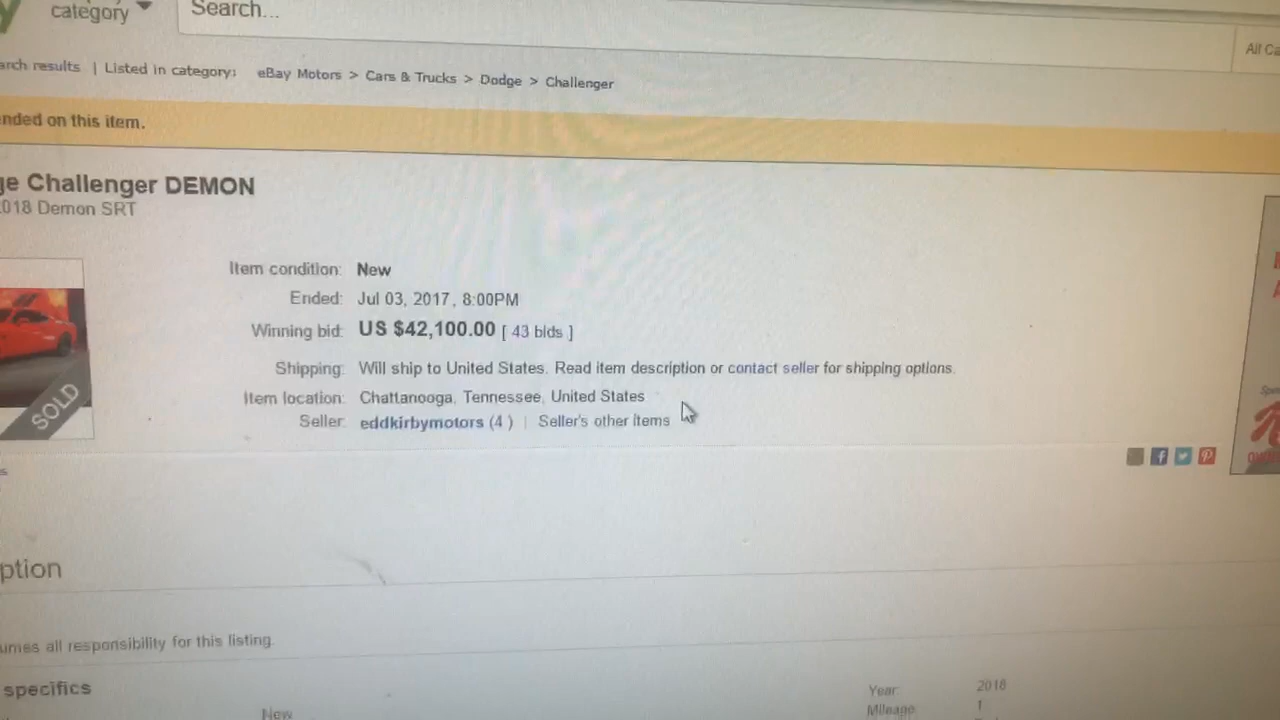 category
Search...
All Ca
arch results | Listed in category: eBay Motors > Cars & Trucks > Dodge > Challenger
nded on this item.
ge Challenger DEMON
018 Demon SRT
Item condition: New
Ended: Jul 03, 2017, 8:00PM
Winning bid: US $42,100.00 [ 43 bids ]
Shipping: Will ship to United States. Read item description or contact seller for shipping options.
Item location: Chattanooga, Tennessee, United States
Seller: eddkirbymotors (4 ) | Seller's other items
SOLD
ption
umes all responsibility for this listing.
specifics
Year: 2018
New
Mileage: 1